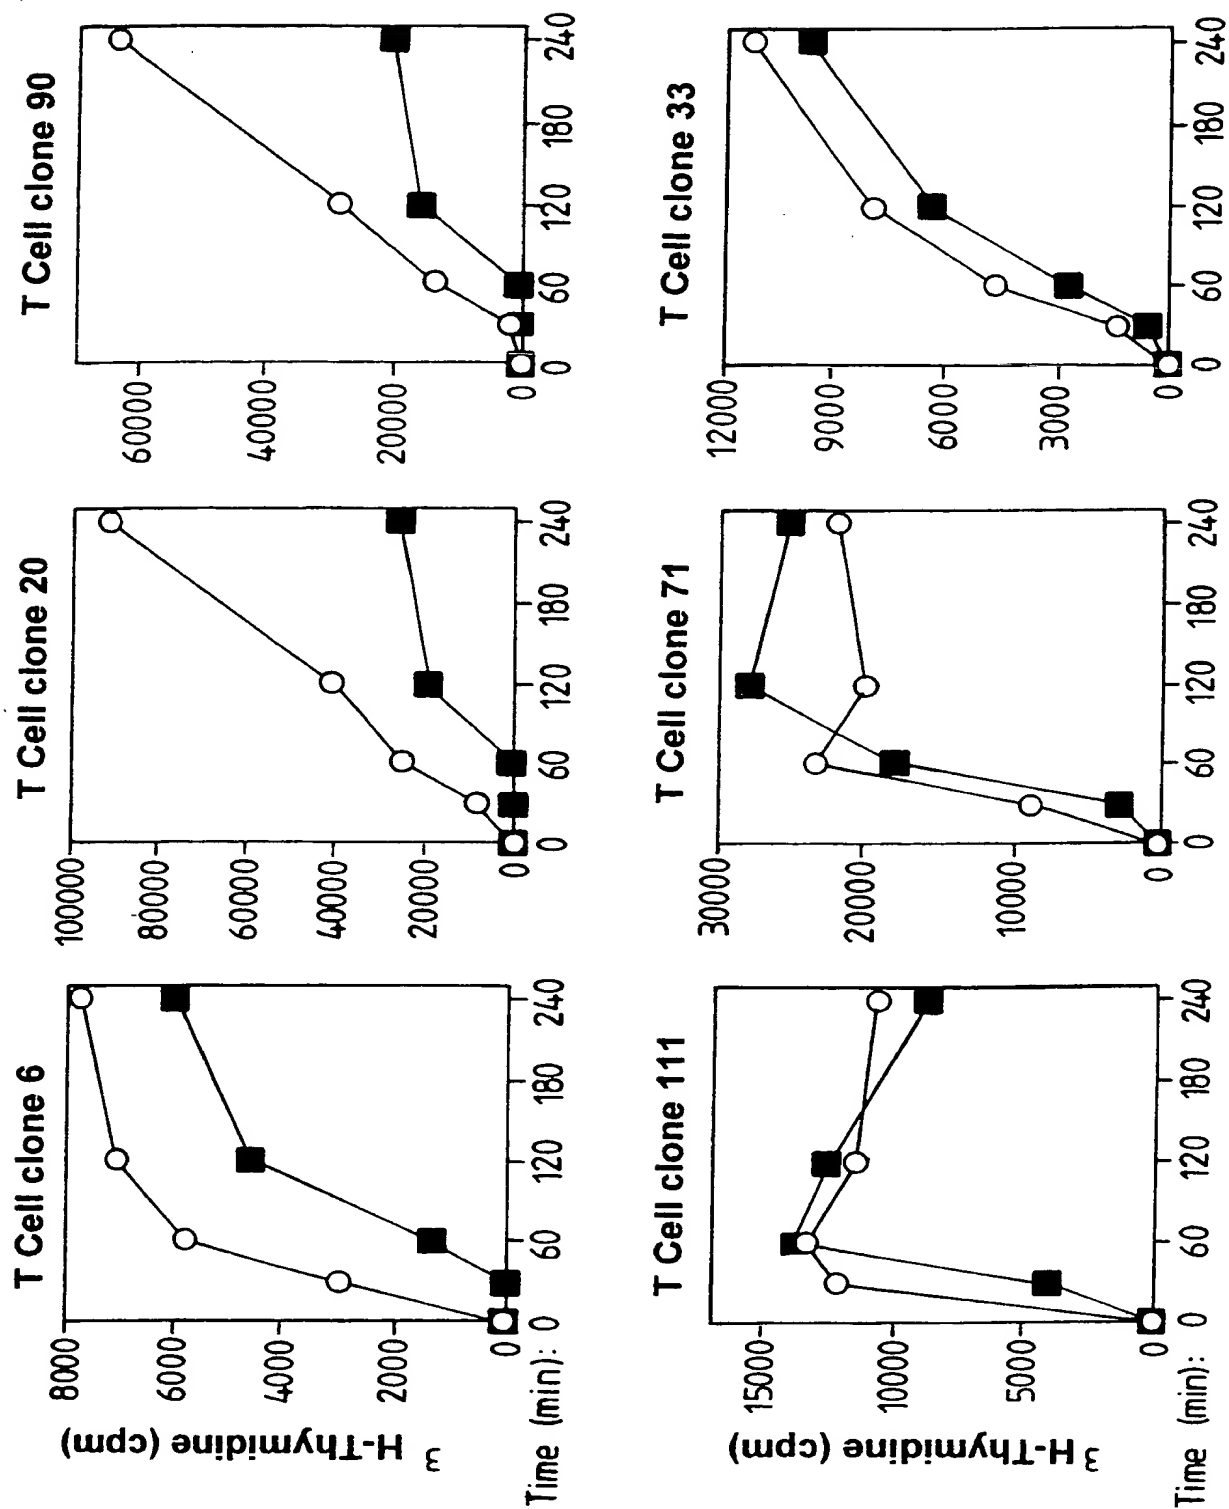 T Cell clone 6
³H-Thymidine (cpm)
8000
6000
4000
2000
0
Time (min): 0 60 120 180 240
T Cell clone 20
100000
80000
60000
40000
20000
0
0 60 120 180 240
T Cell clone 90
60000
40000
20000
0
0 60 120 180 240
T Cell clone 111
³H-Thymidine (cpm)
15000
10000
5000
0
Time (min): 0 60 120 180 240
T Cell clone 71
30000
20000
10000
0
0 60 120 180 240
T Cell clone 33
12000
9000
6000
3000
0
0 60 120 180 240